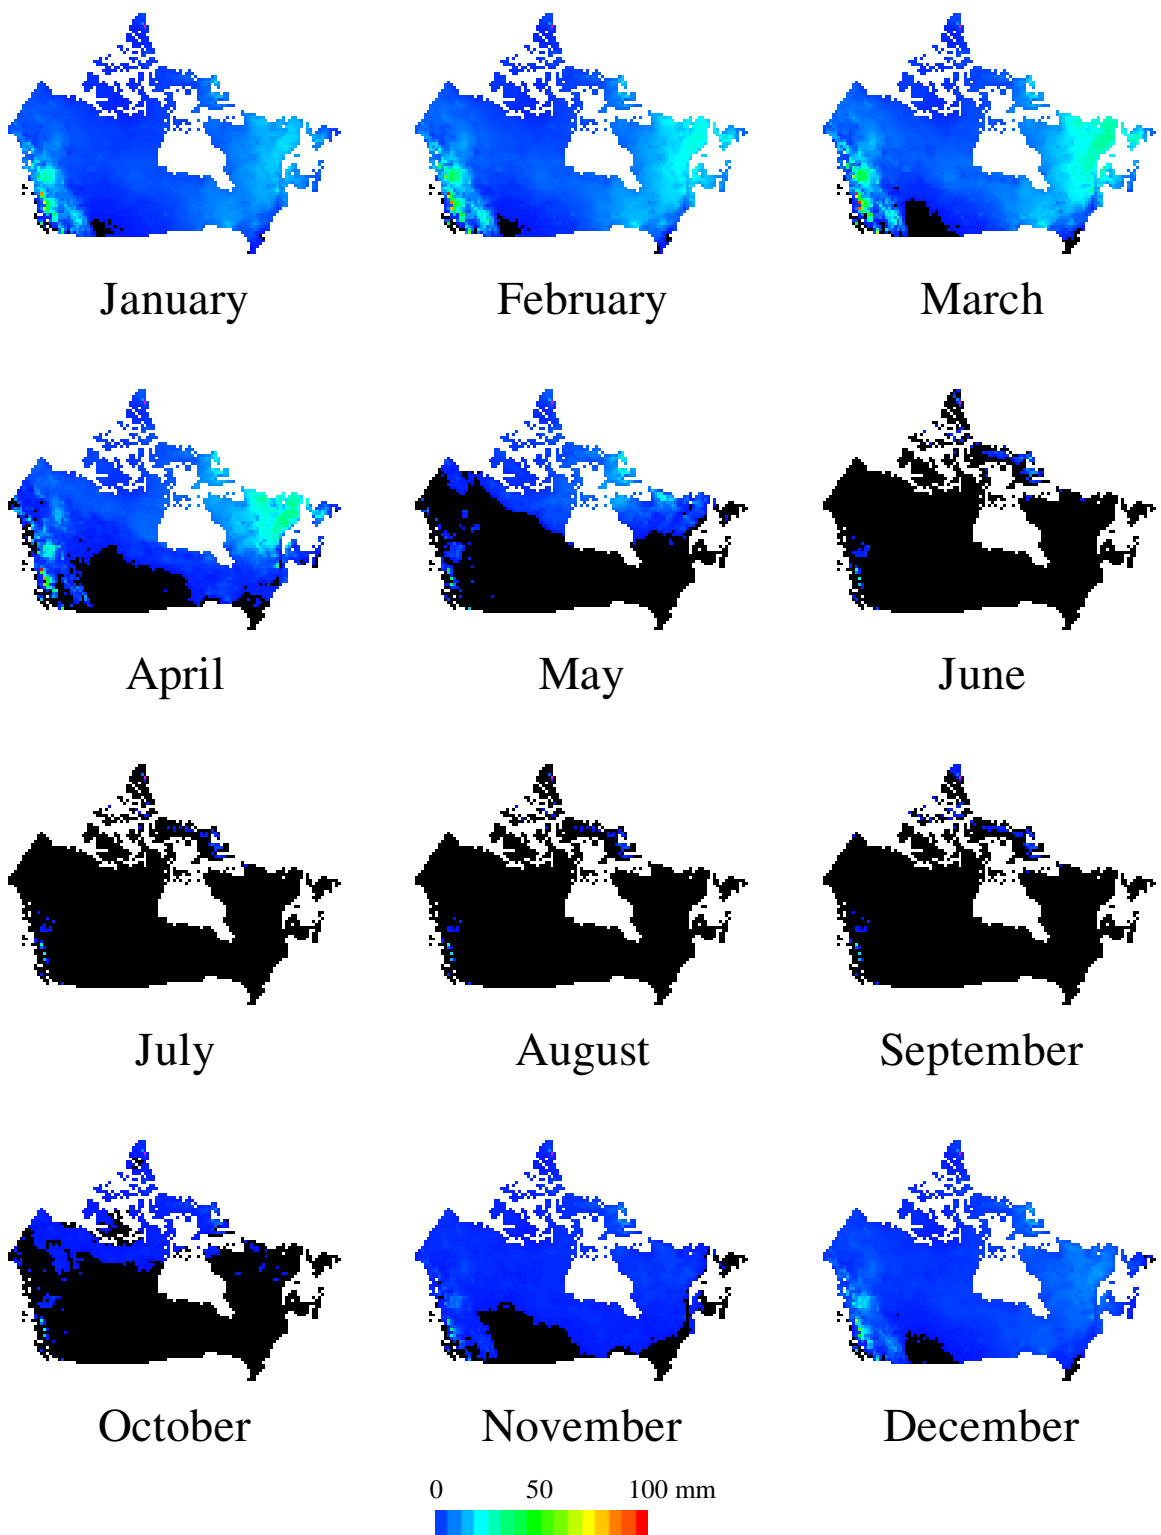 January February March
April May June
July August September
October November December
0 50 100 mm